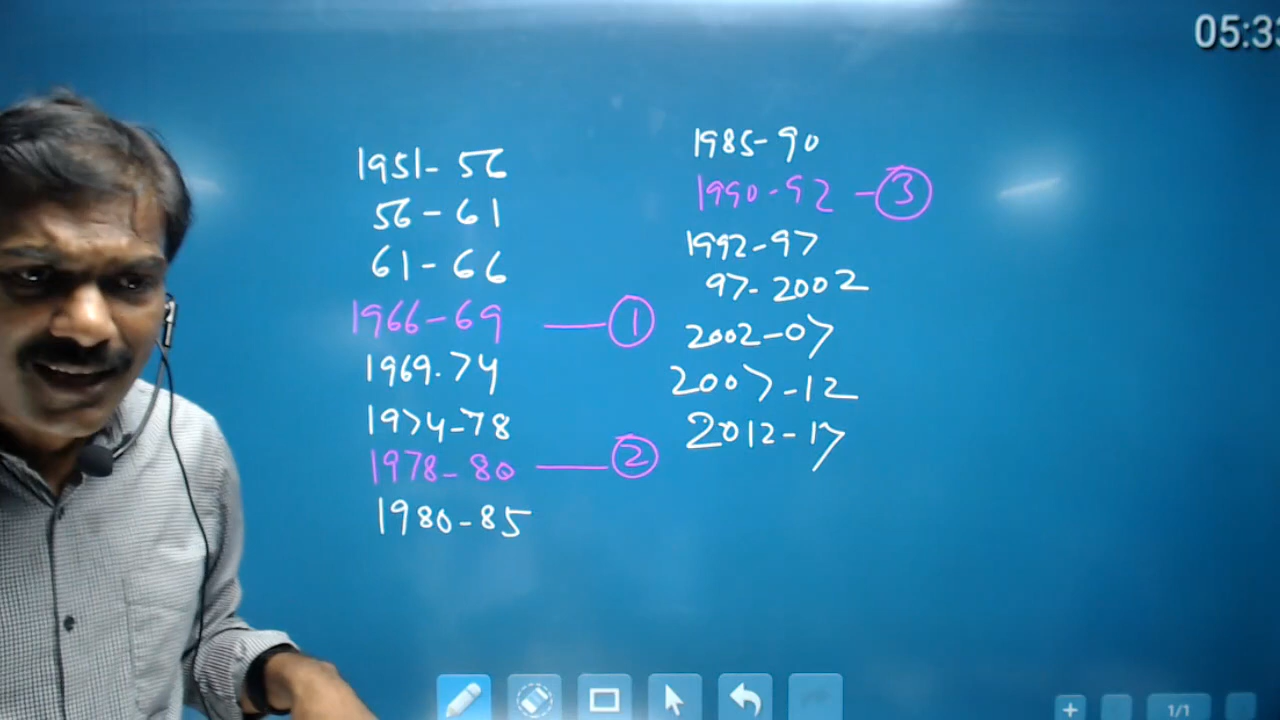 05:33
1951- 56
56 - 61
61 - 66
1966-69 — ①
1969-74
1974-78
1978-80 — ②
1980-85
1985-90
1990-92 - ③
1992-97
97-2002
2002-07
2007-12
2012-17
1/1